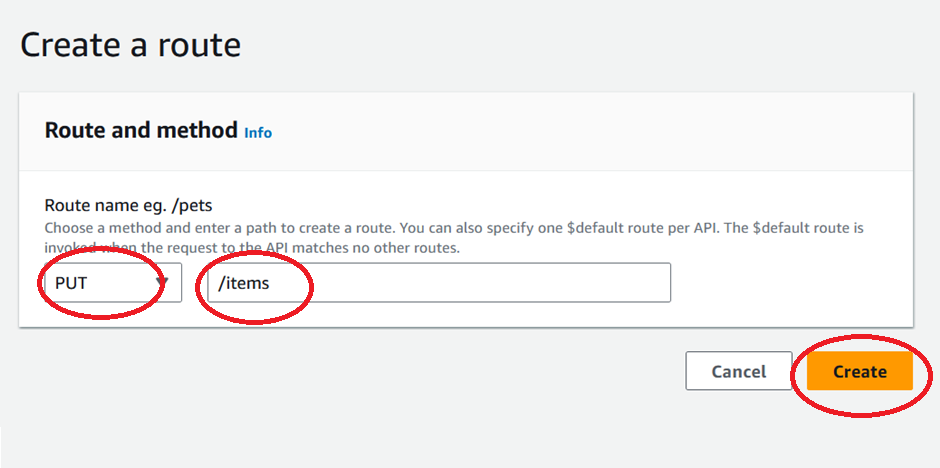 Create a route
Route and method Info
Route name eg. /pets
Choose a method and enter a path to create a route. You can also specify one $default route per API. The $default route is
invoked when the request to the API matches no other routes.
PUT /items
Cancel Create